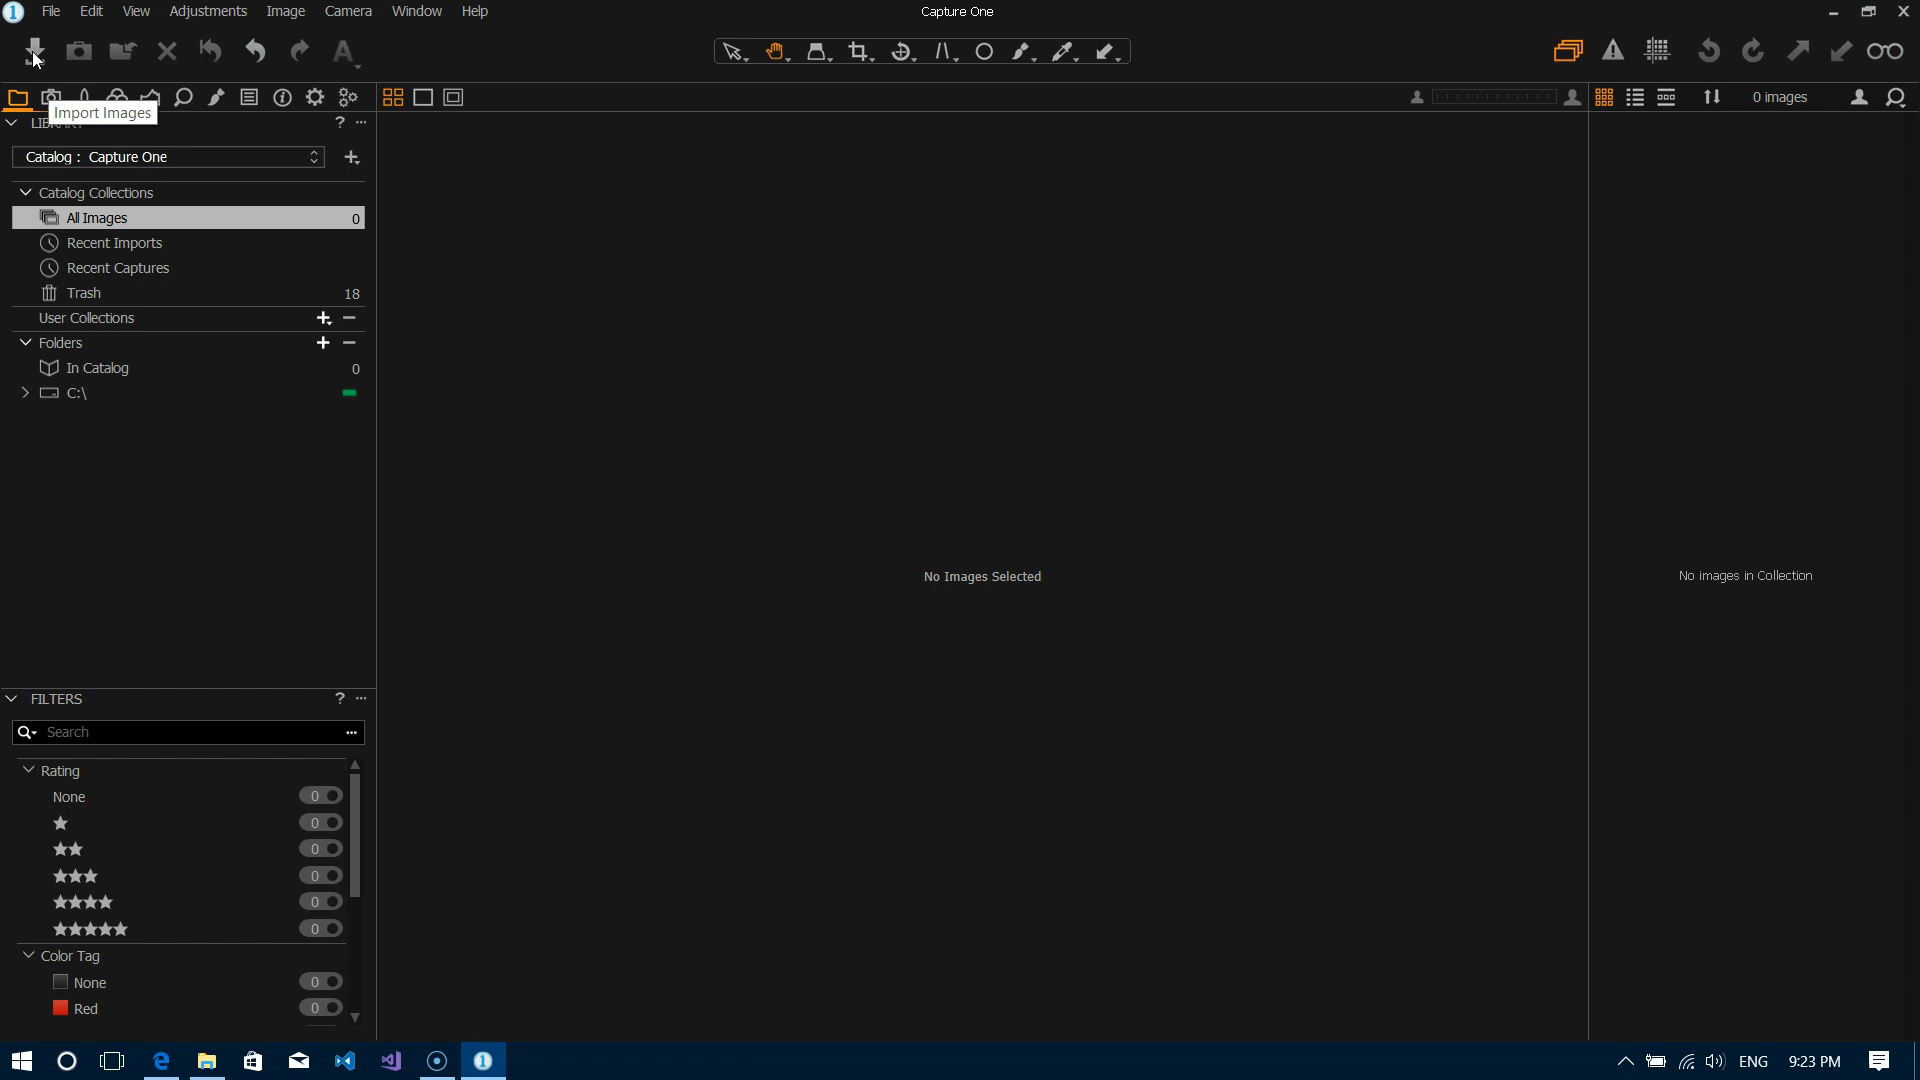 File Edit View Adjustments Image Camera Window Help
Capture One
Import Images
0 images
Catalog : Capture One
Catalog Collections
All Images 0
Recent Imports
Recent Captures
Trash 18
User Collections
Folders
In Catalog 0
C:\
No Images Selected
No images in Collection
FILTERS
Search
Rating
None 0
0
0
0
0
0
Color Tag
None 0
Red 0
ENG 9:23 PM